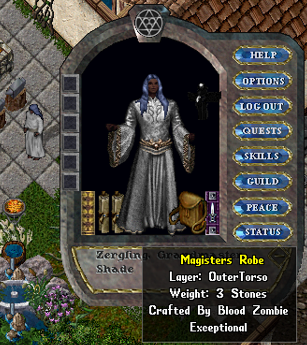 HELP
OPTIONS
LOG OUT
QUESTS
SKILLS
GUILD
PEACE
STATUS
Zergling, Gra
Shade
Magisters Robe
Layer: OuterTorso
Weight: 3 Stones
Crafted By Blood Zombie
Exceptional